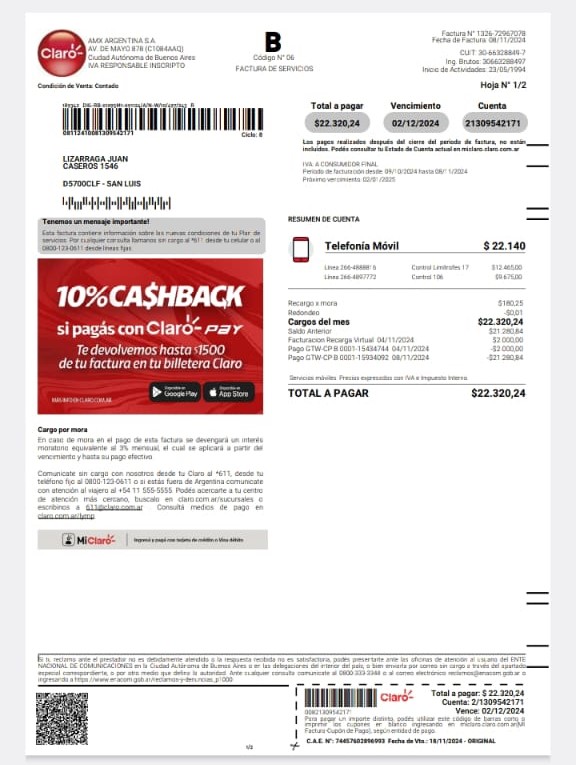 Claro
AMX ARGENTINA S.A
AV. DE MAYO 878 (C1084AAQ)
Ciudad Autónoma de Buenos Aires
IVA RESPONSABLE INSCRIPTO
B
Código N° 06
FACTURA DE SERVICIOS
Factura N° 1326-72967078
Fecha de Factura: 08/11/2024
CUIT: 30-66328849-7
Ing. Brutos: 30663288497
Inicio de Actividades: 23/05/1994
Condición de Venta: Contado
Hoja N° 1/2
08112410081309542171
Ciclo: 8
LIZARRAGA JUAN
CASEROS 1546
D5700CLF - SAN LUIS
Total a pagar
Vencimiento
Cuenta
$22.320,24
02/12/2024
21309542171
Los pagos realizados después del cierre del periodo de factura, no están
incluidos. Podés consultar tu Estado de Cuenta actual en miclaro.claro.com.ar
IVA: A CONSUMIDOR FINAL
Periodo de facturación desde 09/10/2024 hasta 08/11/2024
Próximo vencimiento: 02/01/2025
Tenemos un mensaje importante!
Esta factura contiene información sobre las nuevas condiciones de tu Plan de
servicios. Por cualquier consulta llamanos sin cargo al *611 desde tu celular o al
0800-123-0611 desde líneas fijas
10% CA$HBACK
si pagás con Claro-pay
Te devolvemos hasta $1500
de tu factura en tu billetera Claro
Disponible en
Google Play
Disponible en
App Store
MÁS INFO EN CLARO.COM.AR
RESUMEN DE CUENTA
Telefonía Móvil
$ 22.140
Control Limitrofes 17
$12.465,00
Línea 266-4897772
Control 106
$9.675,00
Recargo x mora
$180,25
Redondeo
-$0,01
Cargos del mes
$22.320,24
Saldo Anterior
$21.280,84
Facturacion Recarga Virtual 04/11/2024
$2.000,00
Pago GTW-CP B 0001-15434744 04/11/2024
-$2.000,00
Pago GTW-CP B 0001-15934092 08/11/2024
-$21.280,84
Servicios móviles: Precios expresados con IVA e Impuesto Interno.
TOTAL A PAGAR
$22.320,24
Cargo por mora
En caso de mora en el pago de esta factura se devengará un interés
moratorio equivalente al 3% mensual, el cual se aplicará a partir del
vencimiento y hasta su pago efectivo
Comunicate sin cargo con nosotros desde tu Claro al *611, desde tu
teléfono fijo al 0800-123-0611 o si estás fuera de Argentina comunicate
con atención al viajero al +54 11 555-5555. Podés acercarte a tu centro
de atención más cercano, buscalo en claro.com.ar/sucursales o
escribinos a 611@claro.com.ar . Consultá medios de pago en
claro.com.ar/lymp
Mi Claro
Ingresá y pagá con tarjeta de crédito o Visa débito
Si tu reclamo ante el prestador no es debidamente atendido o la respuesta recibida no es satisfactoria, podés presentarte ante las oficinas de atención al usuario del ENTE
NACIONAL DE COMUNICACIONES en la Ciudad Autónoma de Buenos Aires o en las delegaciones del interior del país, o bien enviarla por correo sin cargo a través del apartado
especial correspondiente, o por otro medio que defina la autoridad. Ante cualquier consulta comunicate al 0800-333-3344 o al correo electrónico reclamos@enacom.gob.ar o
1/2
Claro
Total a pagar: $ 22.320,24
Cuenta: 2/1309542171
Vence: 02/12/2024
Para pagar un importe distinto, podés utilizar este código de barras como o
imprimir los cupones en blanco ingresando en miclaro.claro.com.ar(Mi
Factura-Cupón de Pago), según entidad de pago.
C.A.E. N°: 74457602896993 Fecha de Vto.: 18/11/2024 - ORIGINAL